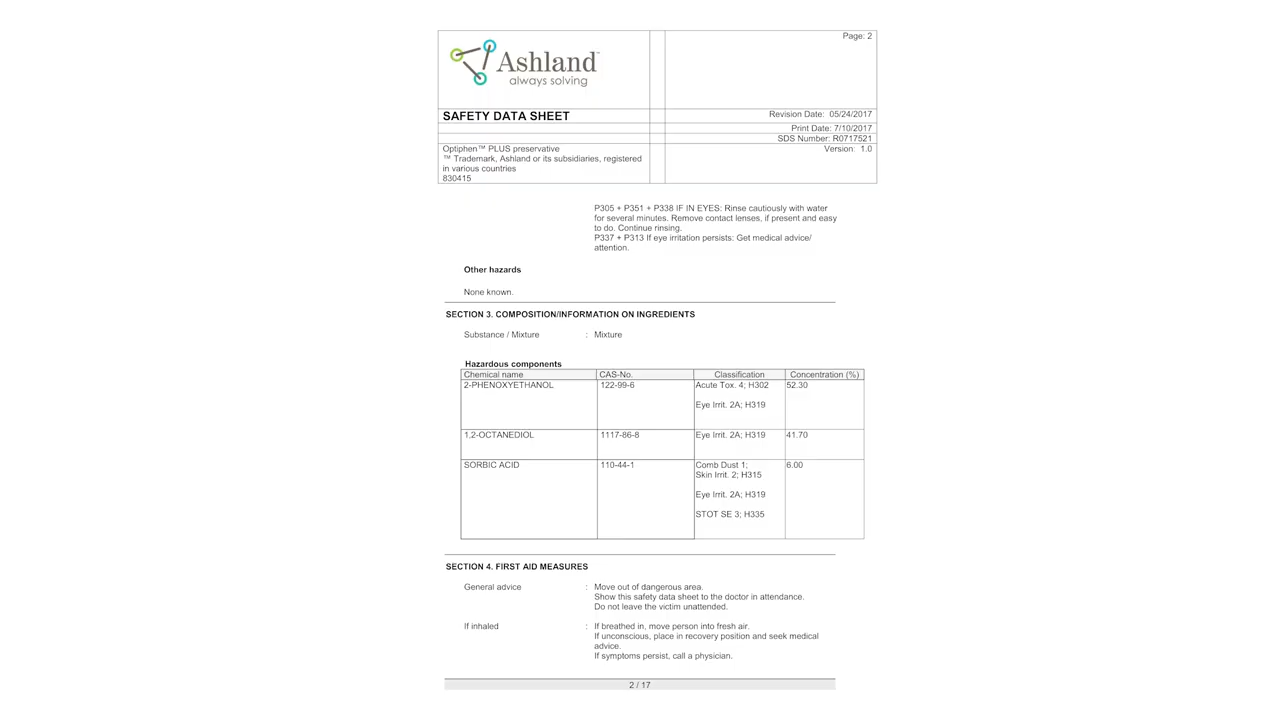 Page: 2
Ashland™
always solving
SAFETY DATA SHEET
Revision Date: 05/24/2017
Print Date: 7/10/2017
SDS Number: R0717521
Optiphen™ PLUS preservative
™ Trademark, Ashland or its subsidiaries, registered
in various countries
830415
Version: 1.0
P305 + P351 + P338 IF IN EYES: Rinse cautiously with water
for several minutes. Remove contact lenses, if present and easy
to do. Continue rinsing.
P337 + P313 If eye irritation persists: Get medical advice/
attention.
Other hazards
None known.
SECTION 3. COMPOSITION/INFORMATION ON INGREDIENTS
Substance / Mixture : Mixture
Hazardous components
Chemical name CAS-No. Classification Concentration (%)
2-PHENOXYETHANOL 122-99-6 Acute Tox. 4; H302 52.30
Eye Irrit. 2A; H319
1,2-OCTANEDIOL 1117-86-8 Eye Irrit. 2A; H319 41.70
SORBIC ACID 110-44-1 Comb Dust 1; 6.00
Skin Irrit. 2; H315
Eye Irrit. 2A; H319
STOT SE 3; H335
SECTION 4. FIRST AID MEASURES
General advice : Move out of dangerous area.
Show this safety data sheet to the doctor in attendance.
Do not leave the victim unattended.
If inhaled : If breathed in, move person into fresh air.
If unconscious, place in recovery position and seek medical
advice.
If symptoms persist, call a physician.
2 / 17